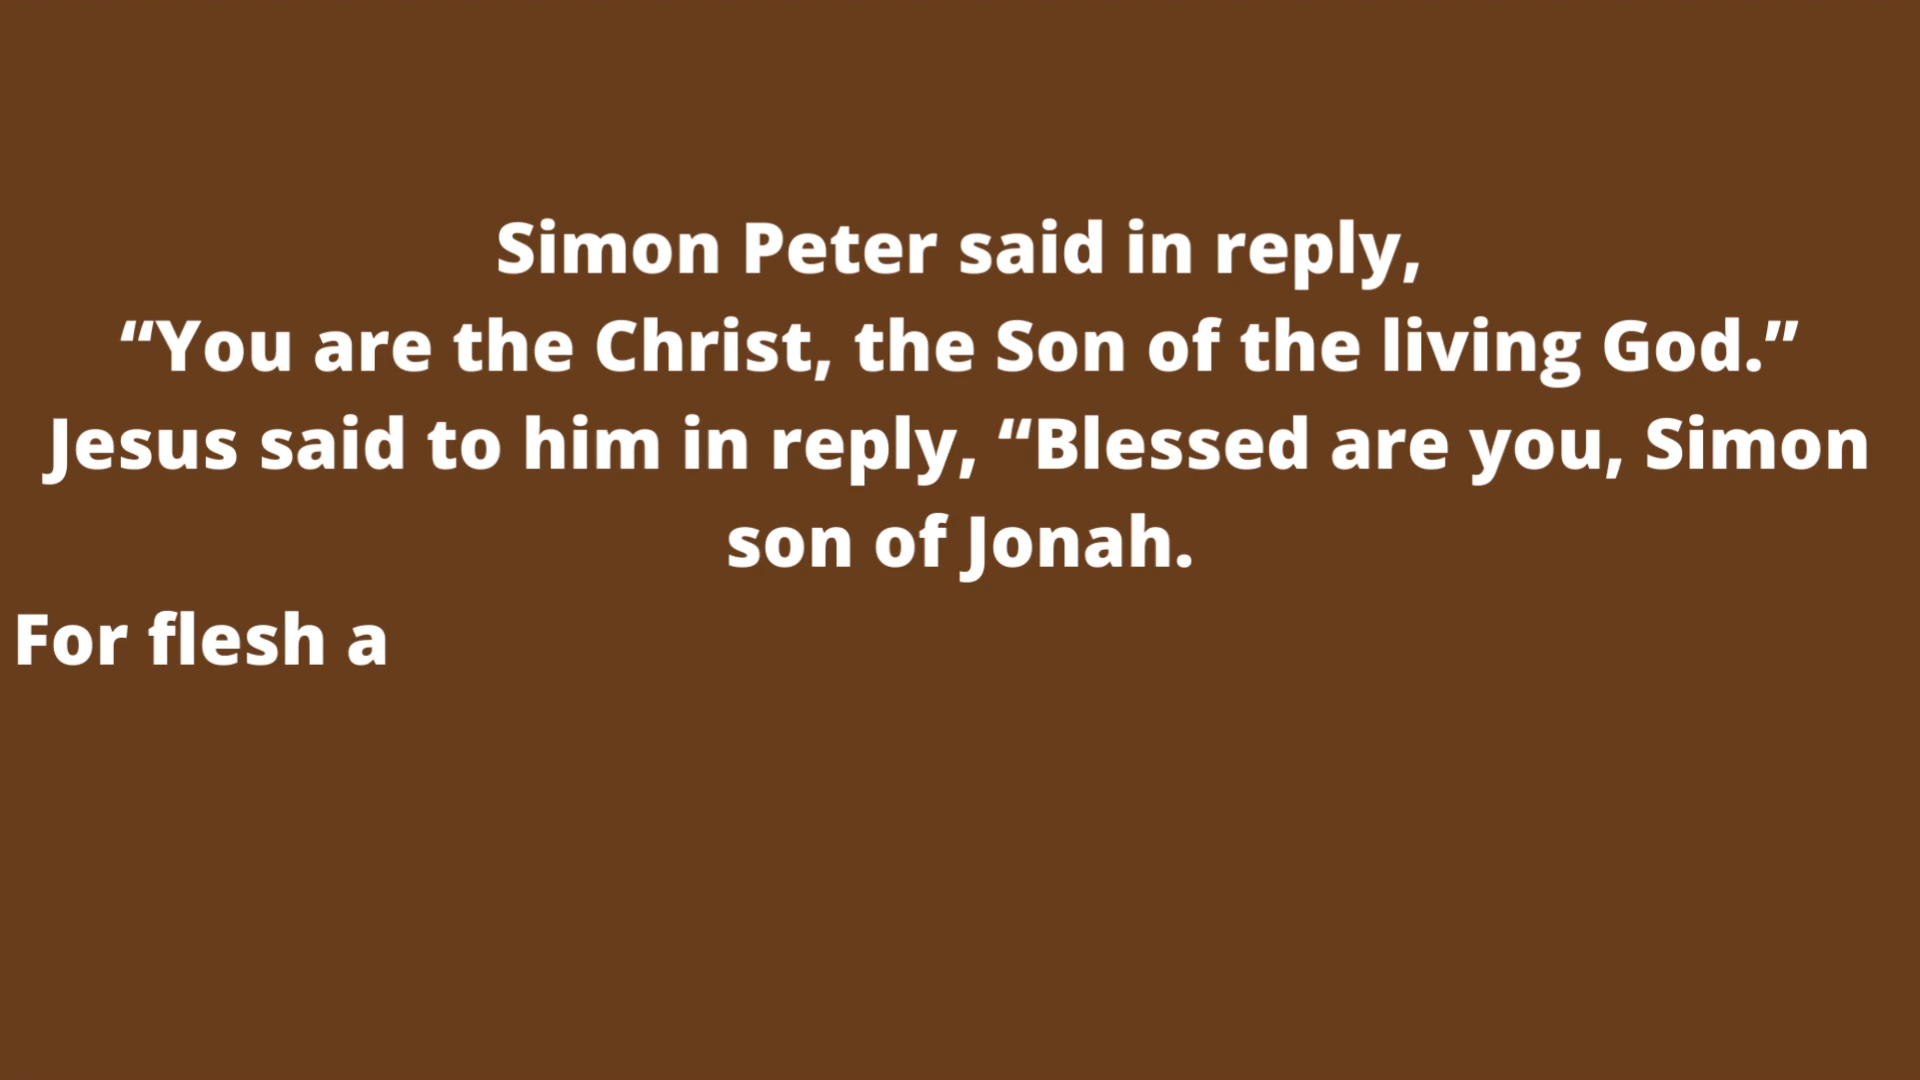 Simon Peter said in reply,
“You are the Christ, the Son of the living God.”
Jesus said to him in reply, “Blessed are you, Simon
son of Jonah.
For flesh a